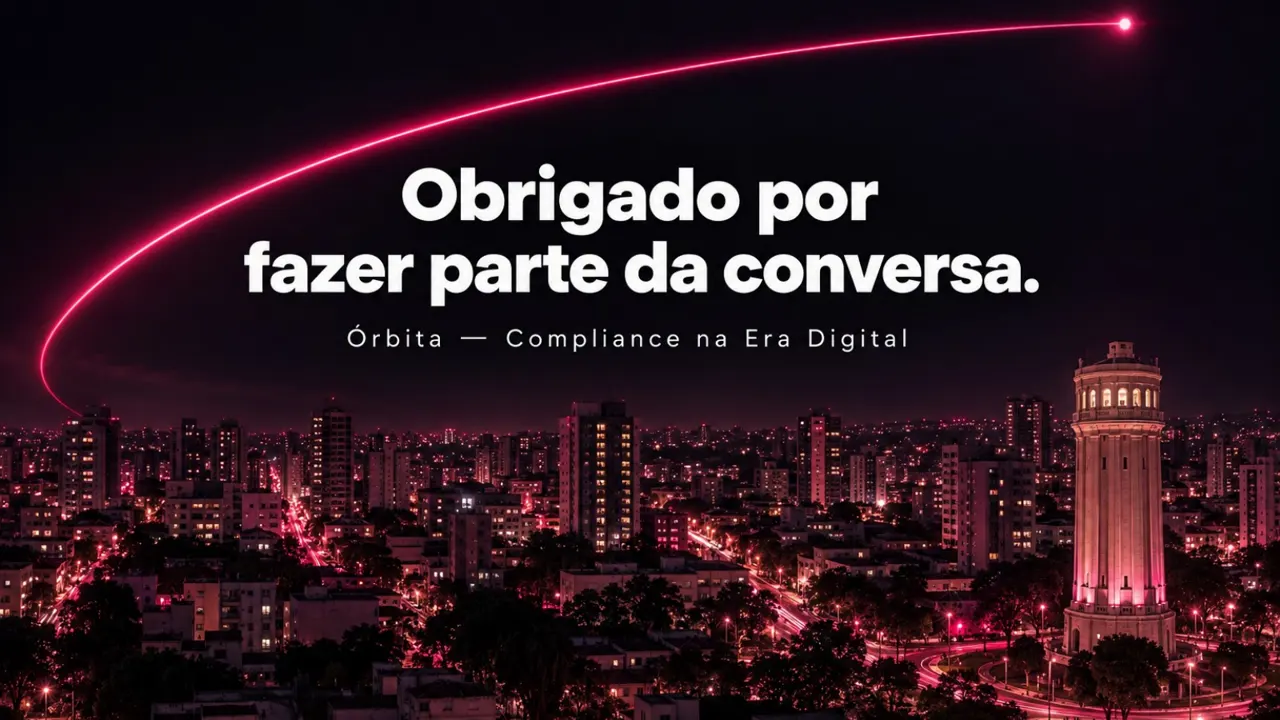 Obrigado por
fazer parte da conversa.
Órbita — Compliance na Era Digital